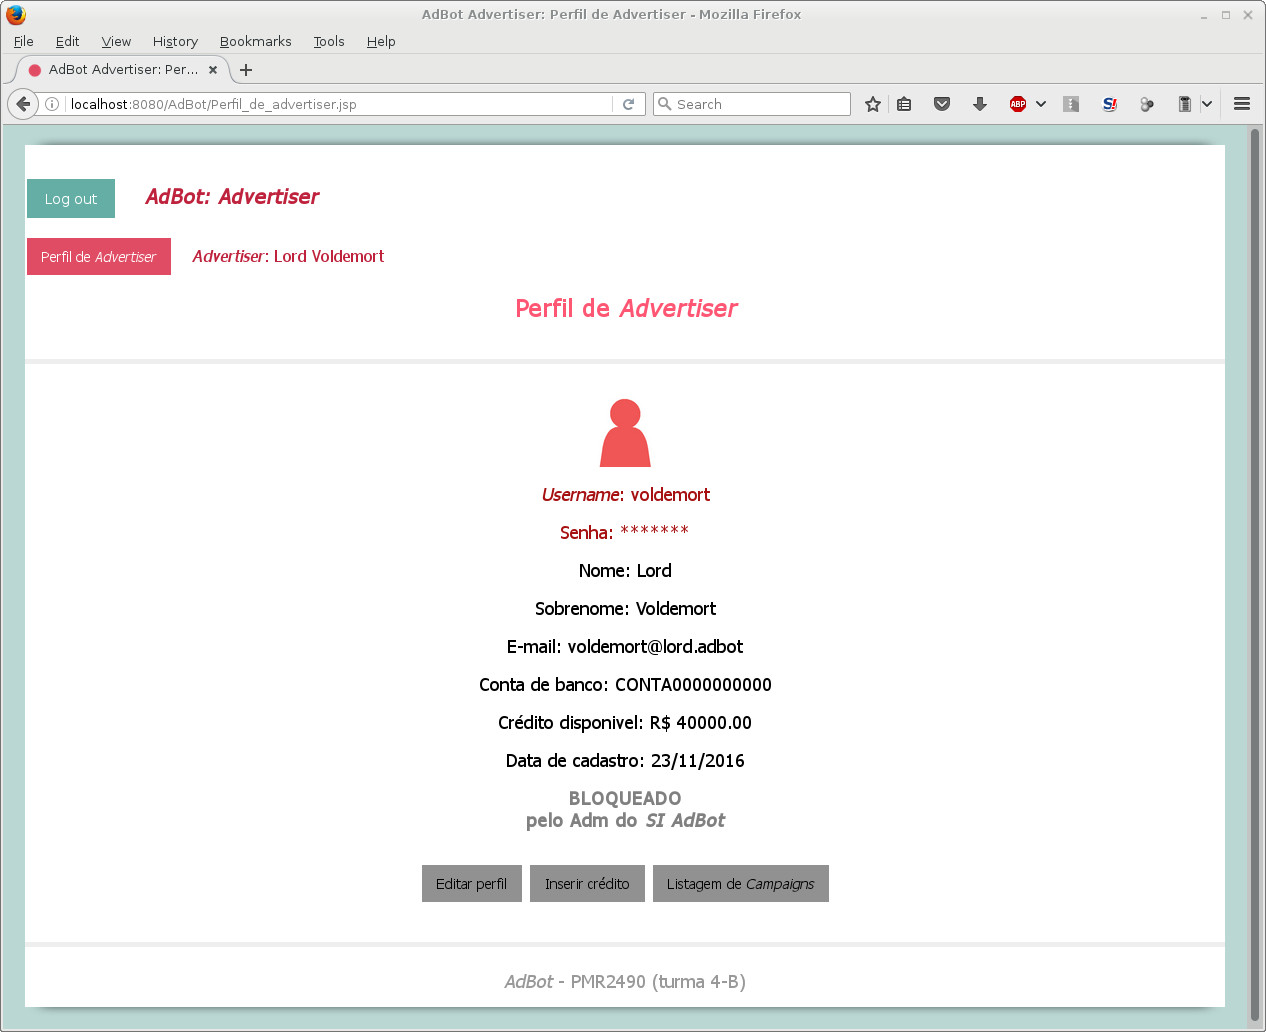 AdBot Advertiser: Perfil de Advertiser - Mozilla Firefox
File Edit View History Bookmarks Tools Help
AdBot Advertiser: Per...
localhost:8080/AdBot/Perfil_de_advertiser.jsp
Search
ABP
S!
Log out
AdBot: Advertiser
Perfil de Advertiser
Advertiser: Lord Voldemort
Perfil de Advertiser
Username: voldemort
Senha: *******
Nome: Lord
Sobrenome: Voldemort
E-mail: voldemort@lord.adbot
Conta de banco: CONTA0000000000
Crédito disponivel: R$ 40000.00
Data de cadastro: 23/11/2016
BLOQUEADO
pelo Adm do SI AdBot
Editar perfil
Inserir crédito
Listagem de Campaigns
AdBot - PMR2490 (turma 4-B)